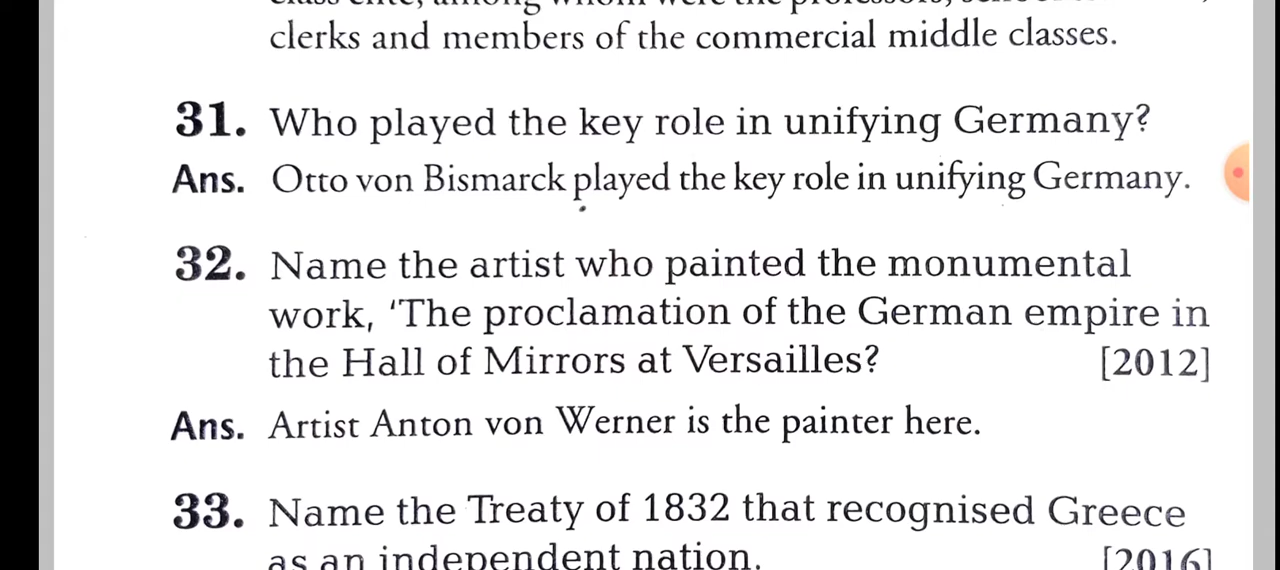 clerks and members of the commercial middle classes.
31. Who played the key role in unifying Germany?
Ans. Otto von Bismarck played the key role in unifying Germany.
32. Name the artist who painted the monumental
work, ‘The proclamation of the German empire in
the Hall of Mirrors at Versailles? [2012]
Ans. Artist Anton von Werner is the painter here.
33. Name the Treaty of 1832 that recognised Greece
as an independent nation. [2016]